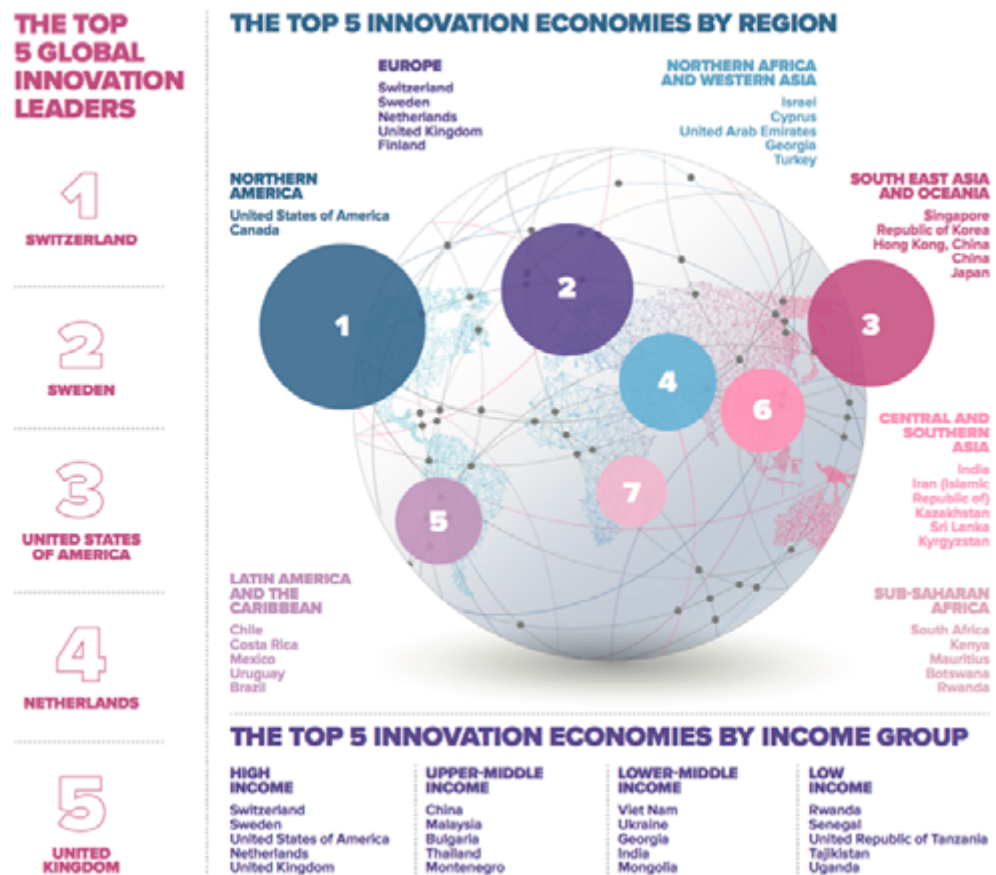 THE TOP
5 GLOBAL
INNOVATION
LEADERS
1
SWITZERLAND
2
SWEDEN
3
UNITED STATES
OF AMERICA
4
NETHERLANDS
5
UNITED
KINGDOM
THE TOP 5 INNOVATION ECONOMIES BY REGION
EUROPE
Switzerland
Sweden
Netherlands
United Kingdom
Finland
NORTHERN AFRICA
AND WESTERN ASIA
Israel
Cyprus
United Arab Emirates
Georgia
Turkey
NORTHERN
AMERICA
United States of America
Canada
SOUTH EAST ASIA
AND OCEANIA
Singapore
Republic of Korea
Hong Kong, China
China
Japan
1
2
3
4
6
7
5
CENTRAL AND
SOUTHERN
ASIA
India
Iran (Islamic
Republic of)
Kazakhstan
Sri Lanka
Kyrgyzstan
LATIN AMERICA
AND THE
CARIBBEAN
Chile
Costa Rica
Mexico
Uruguay
Brazil
SUB-SAHARAN
AFRICA
South Africa
Kenya
Mauritius
Botswana
Rwanda
THE TOP 5 INNOVATION ECONOMIES BY INCOME GROUP
HIGH
INCOME
Switzerland
Sweden
United States of America
Netherlands
United Kingdom
UPPER-MIDDLE
INCOME
China
Malaysia
Bulgaria
Thailand
Montenegro
LOWER-MIDDLE
INCOME
Viet Nam
Ukraine
Georgia
India
Mongolia
LOW
INCOME
Rwanda
Senegal
United Republic of Tanzania
Tajikistan
Uganda